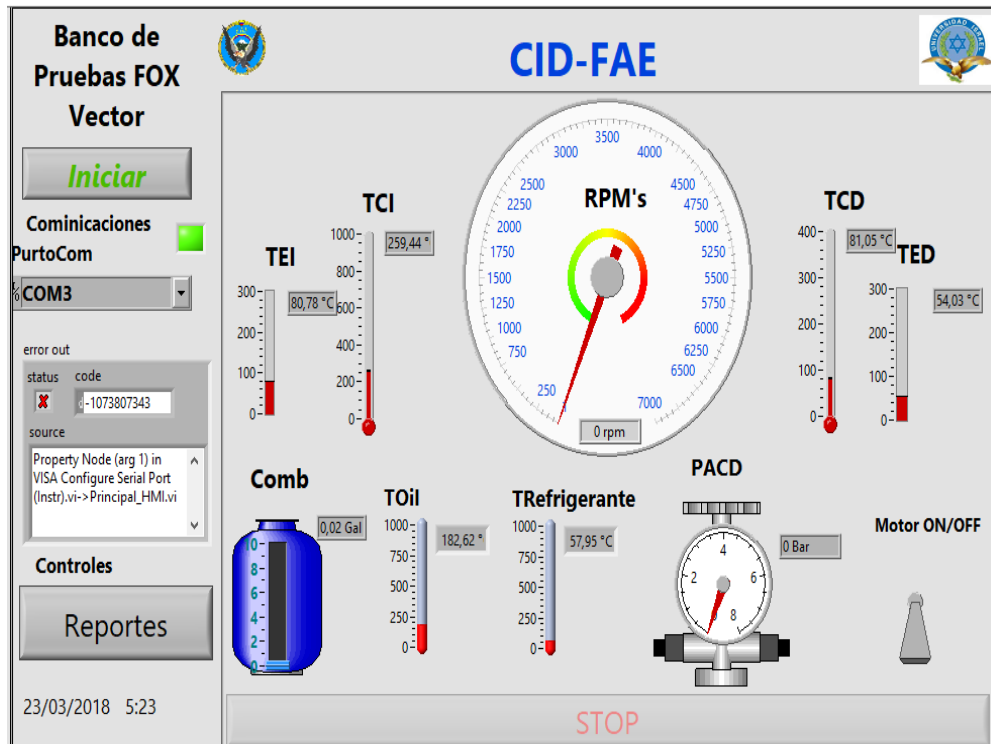 Banco de
Pruebas FOX
Vector
Iniciar
Cominicaciones
PurtoCom
COM3
error out
status code
-1073807343
source
Property Node (arg 1) in
VISA Configure Serial Port
(Instr).vi->Principal_HMI.vi
Controles
Reportes
23/03/2018 5:23
CID-FAE
UNIVERSIDAD ISRAEL
TEI
300-
200-
100-
0-
80,78 °C
TCI
1000-
800-
600-
400-
200-
0-
259,44 °
RPM's
250
750
1000
1250
1500
1750
2000
2250
2500
3000
3500
4000
4500
4750
5000
5250
5500
5750
6000
6250
6500
7000
0 rpm
TCD
400-
300-
200-
100-
0-
81,05 °C
TED
300-
200-
100-
0-
54,03 °C
Comb
10
8
6
4
2
0
0,02 Gal
TOil
1000-
750-
500-
250-
0-
182,62 °
TRefrigerante
1000-
750-
500-
250-
0-
57,95 °C
PACD
2
4
6
8
0 Bar
Motor ON/OFF
STOP